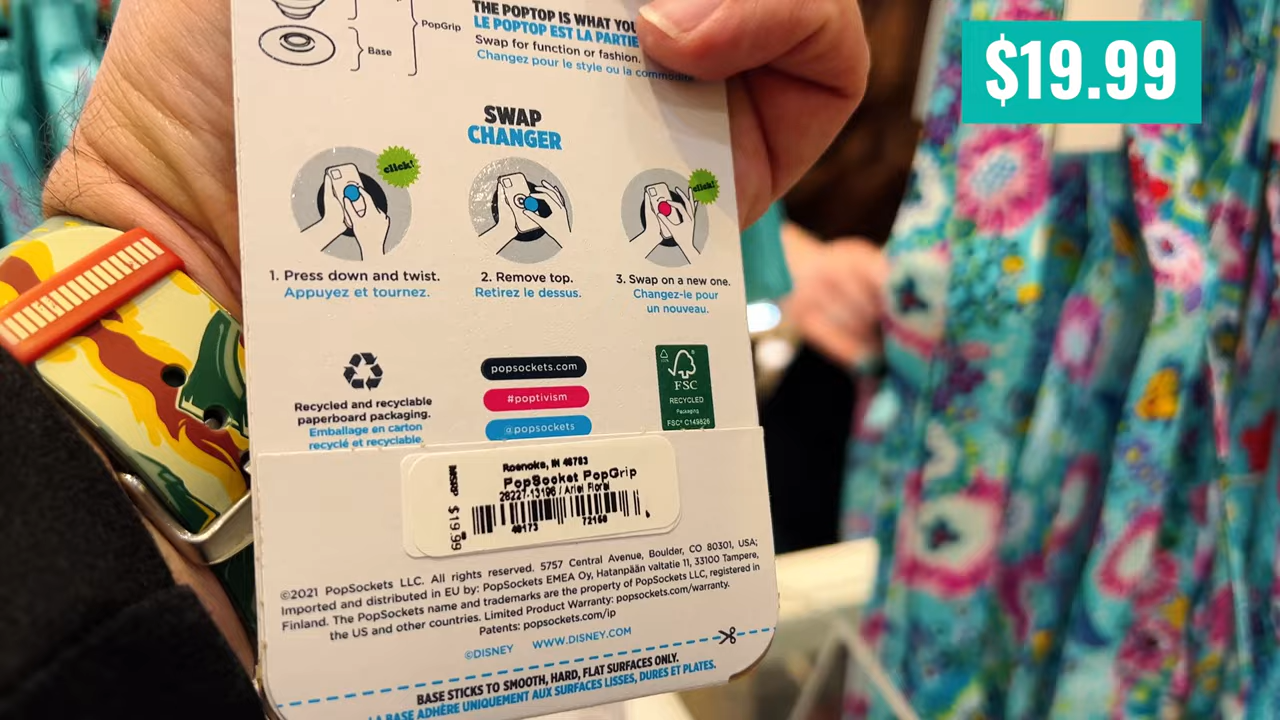 $19.99
PopGrip
Base
THE POPTOP IS WHAT YOU
LE POPTOP EST LA PARTIE
Swap for function or fashion.
Changez pour le style ou la commodité
SWAP
CHANGER
click!
click!
1. Press down and twist.
Appuyez et tournez.
2. Remove top.
Retirez le dessus.
3. Swap on a new one.
Changez-le pour
un nouveau.
Recycled and recyclable
paperboard packaging.
Emballage en carton
recyclé et recyclable.
popsockets.com
#poptivism
@popsockets
FSC
RECYCLED
Packaging
FSC® C149826
Roanoke, IN 46783
PopSocket PopGrip
28227-13196 / Ariel Floral
MSRP $19.99
49173 72160
©2021 PopSockets LLC. All rights reserved. 5757 Central Avenue, Boulder, CO 80301, USA;
Imported and distributed in EU by; PopSockets EMEA Oy, Hatanpään valtatie 11, 33100 Tampere,
Finland. The PopSockets name and trademarks are the property of PopSockets LLC, registered in
the US and other countries. Limited Product Warranty: popsockets.com/warranty.
Patents: popsockets.com/ip
©DISNEY WWW.DISNEY.COM
BASE STICKS TO SMOOTH, HARD, FLAT SURFACES ONLY.
LA BASE ADHÈRE UNIQUEMENT AUX SURFACES LISSES, DURES ET PLATES.